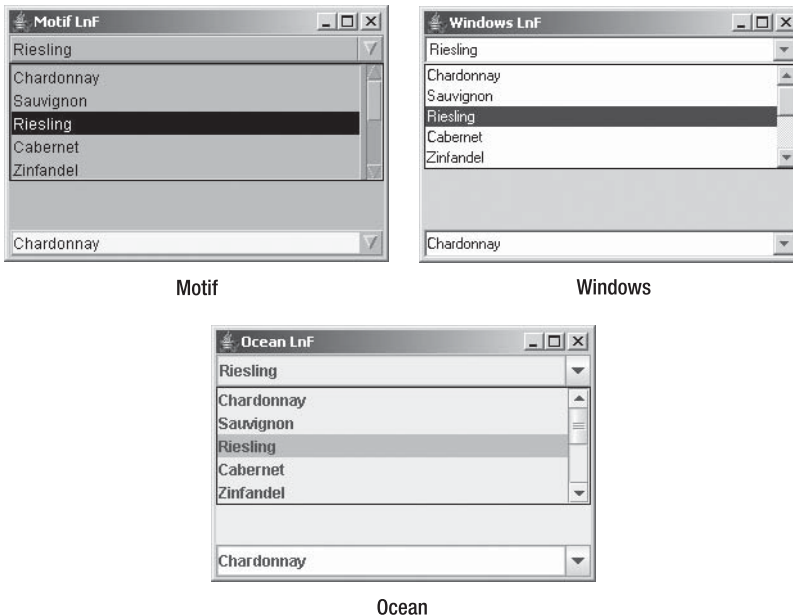 Motif LnF
Riesling
Chardonnay
Sauvignon
Riesling
Cabernet
Zinfandel
Chardonnay
Motif
Windows LnF
Riesling
Chardonnay
Sauvignon
Riesling
Cabernet
Zinfandel
Chardonnay
Windows
Ocean LnF
Riesling
Chardonnay
Sauvignon
Riesling
Cabernet
Zinfandel
Chardonnay
Ocean